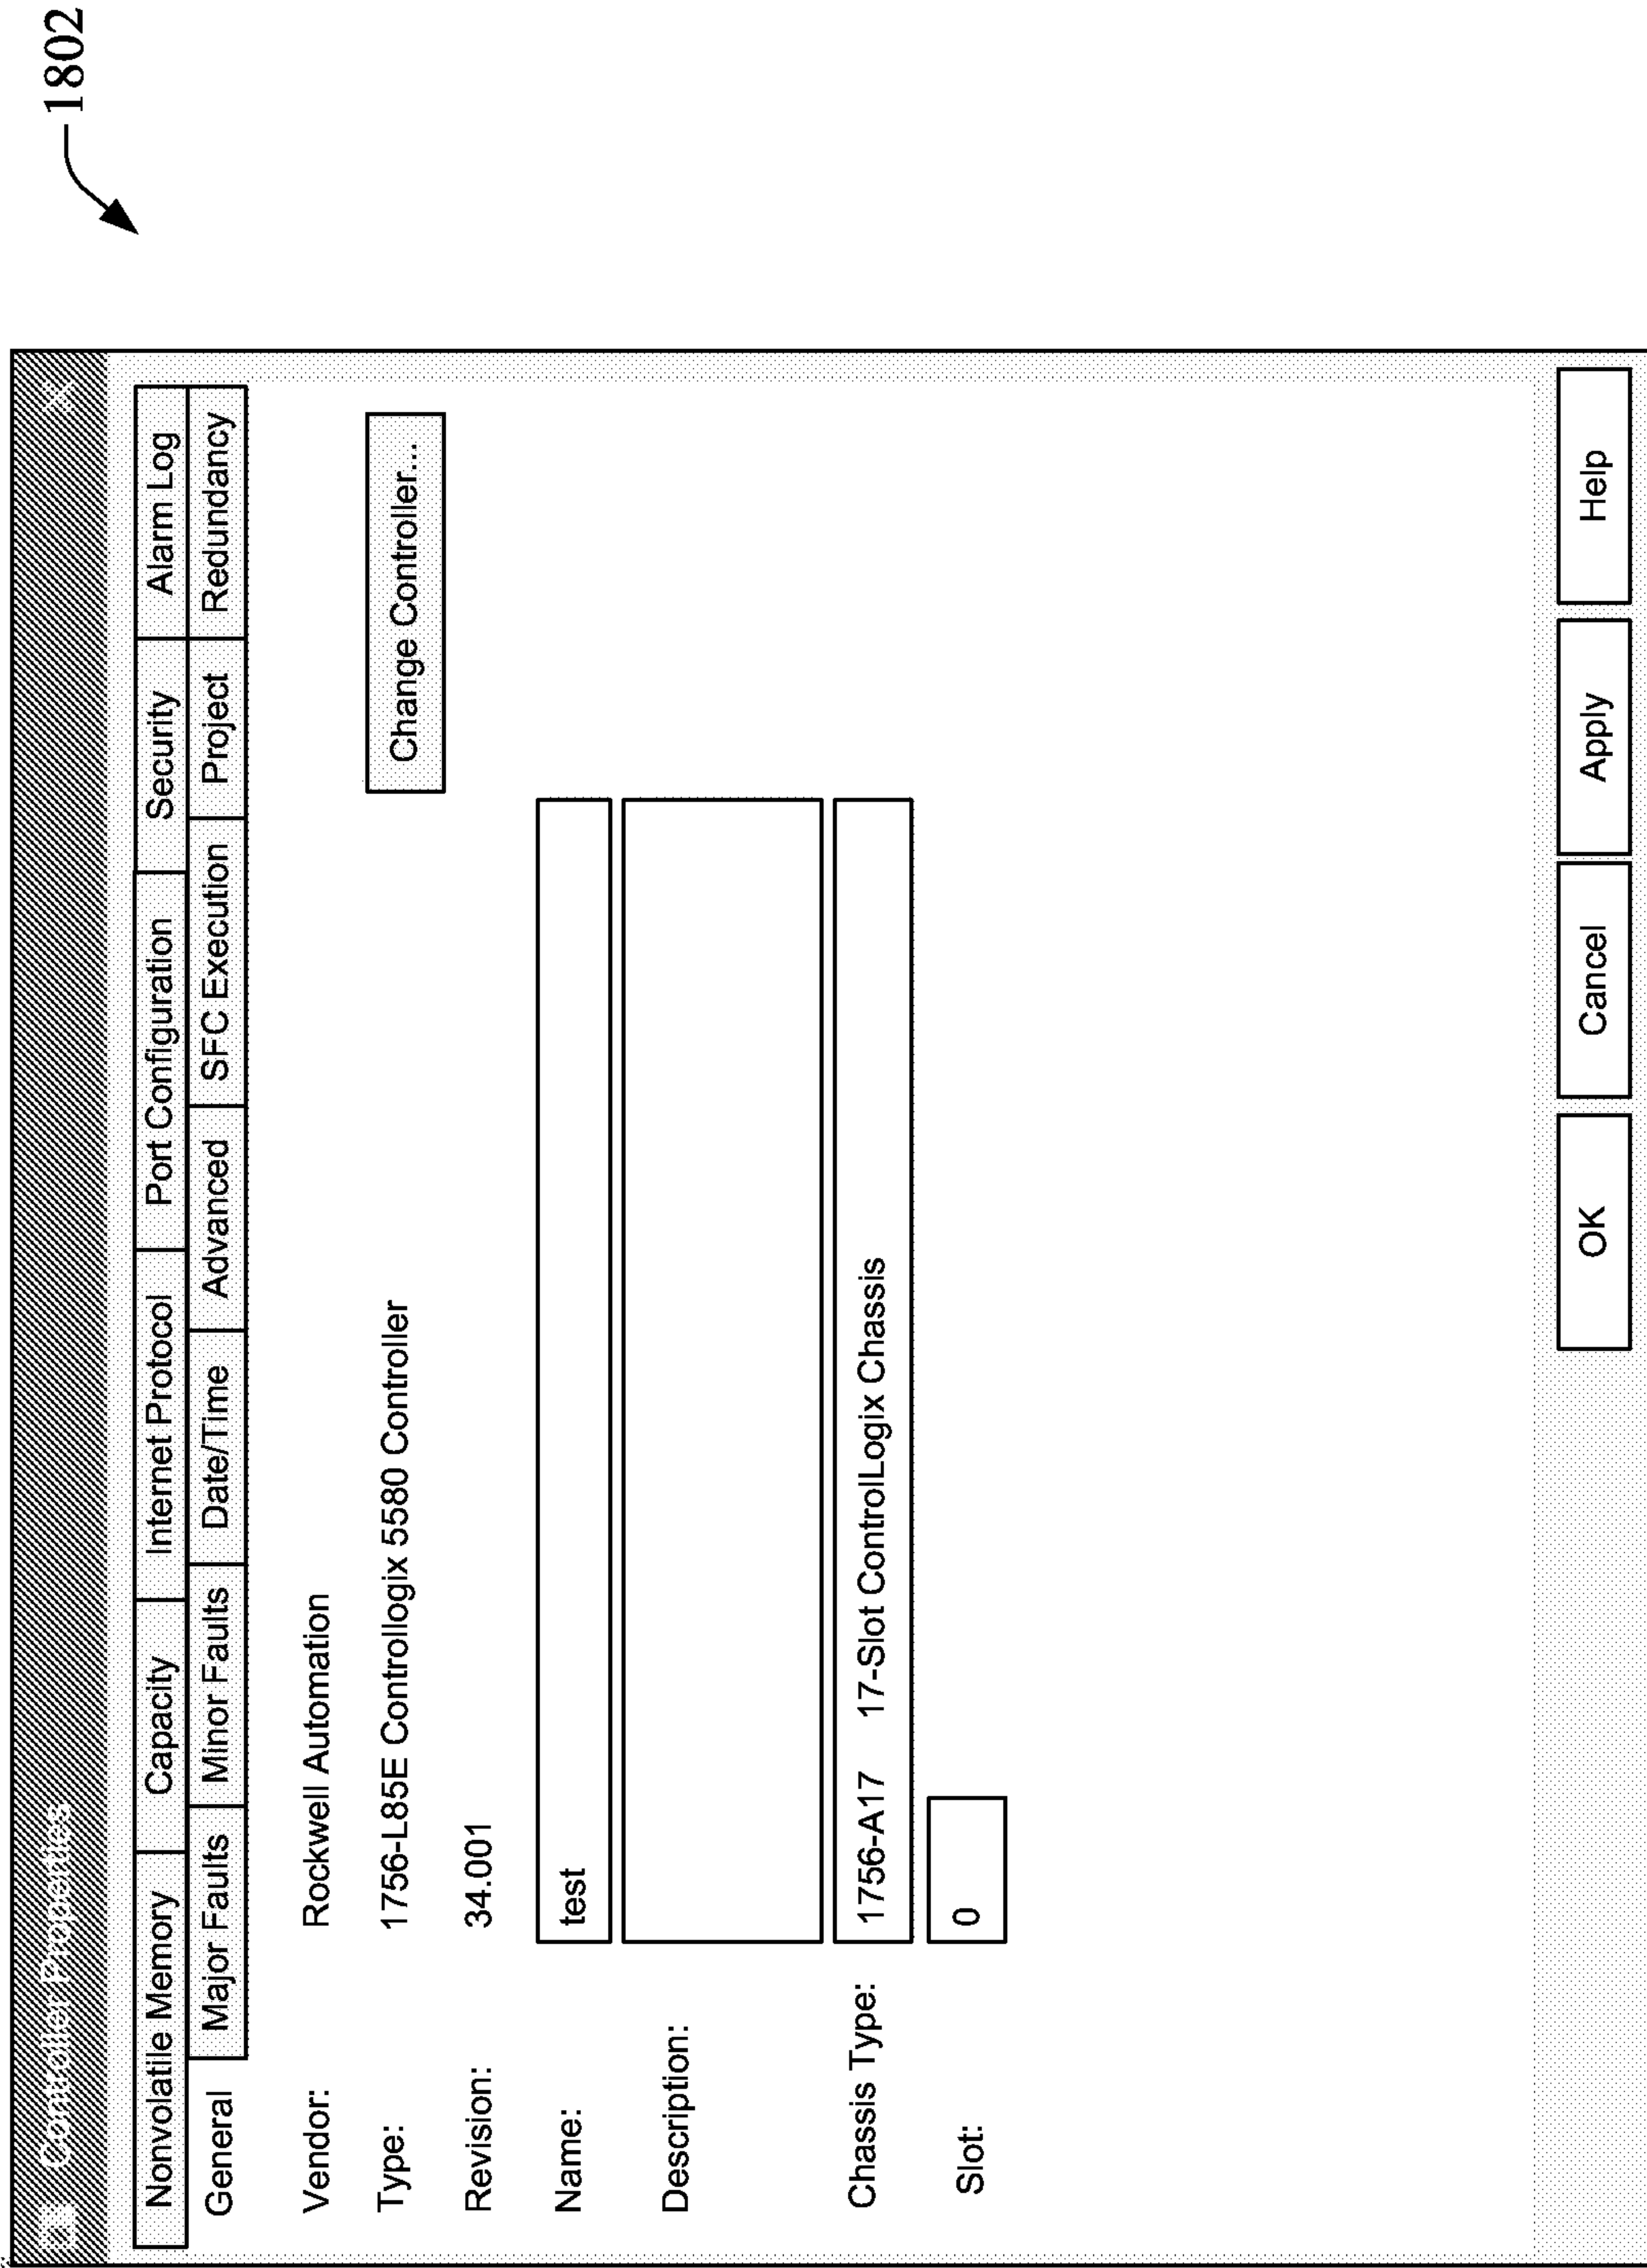 1802
Controller Properties X
Nonvolatile Memory Capacity Internet Protocol Port Configuration Security Alarm Log
General Major Faults Minor Faults Date/Time Advanced SFC Execution Project Redundancy
Vendor: Rockwell Automation
Type: 1756-L85E Controllogix 5580 Controller Change Controller...
Revision: 34.001
Name: test
Description:
Chassis Type: 1756-A17 17-Slot ControlLogix Chassis
Slot: 0
OK Cancel Apply Help